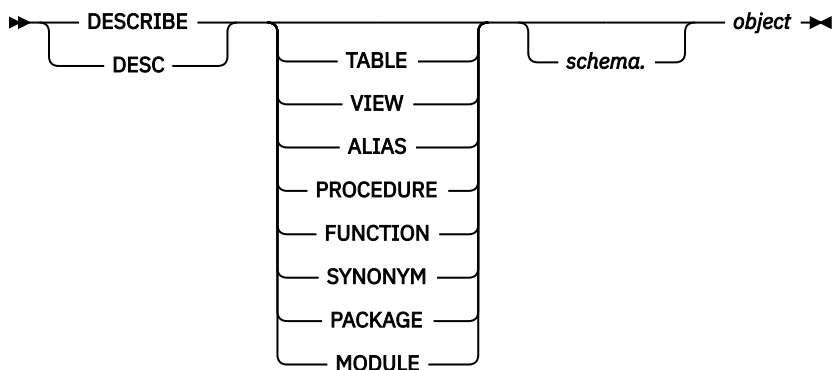 DESCRIBE
DESC
TABLE
VIEW
ALIAS
PROCEDURE
FUNCTION
SYNONYM
PACKAGE
MODULE
schema.
object